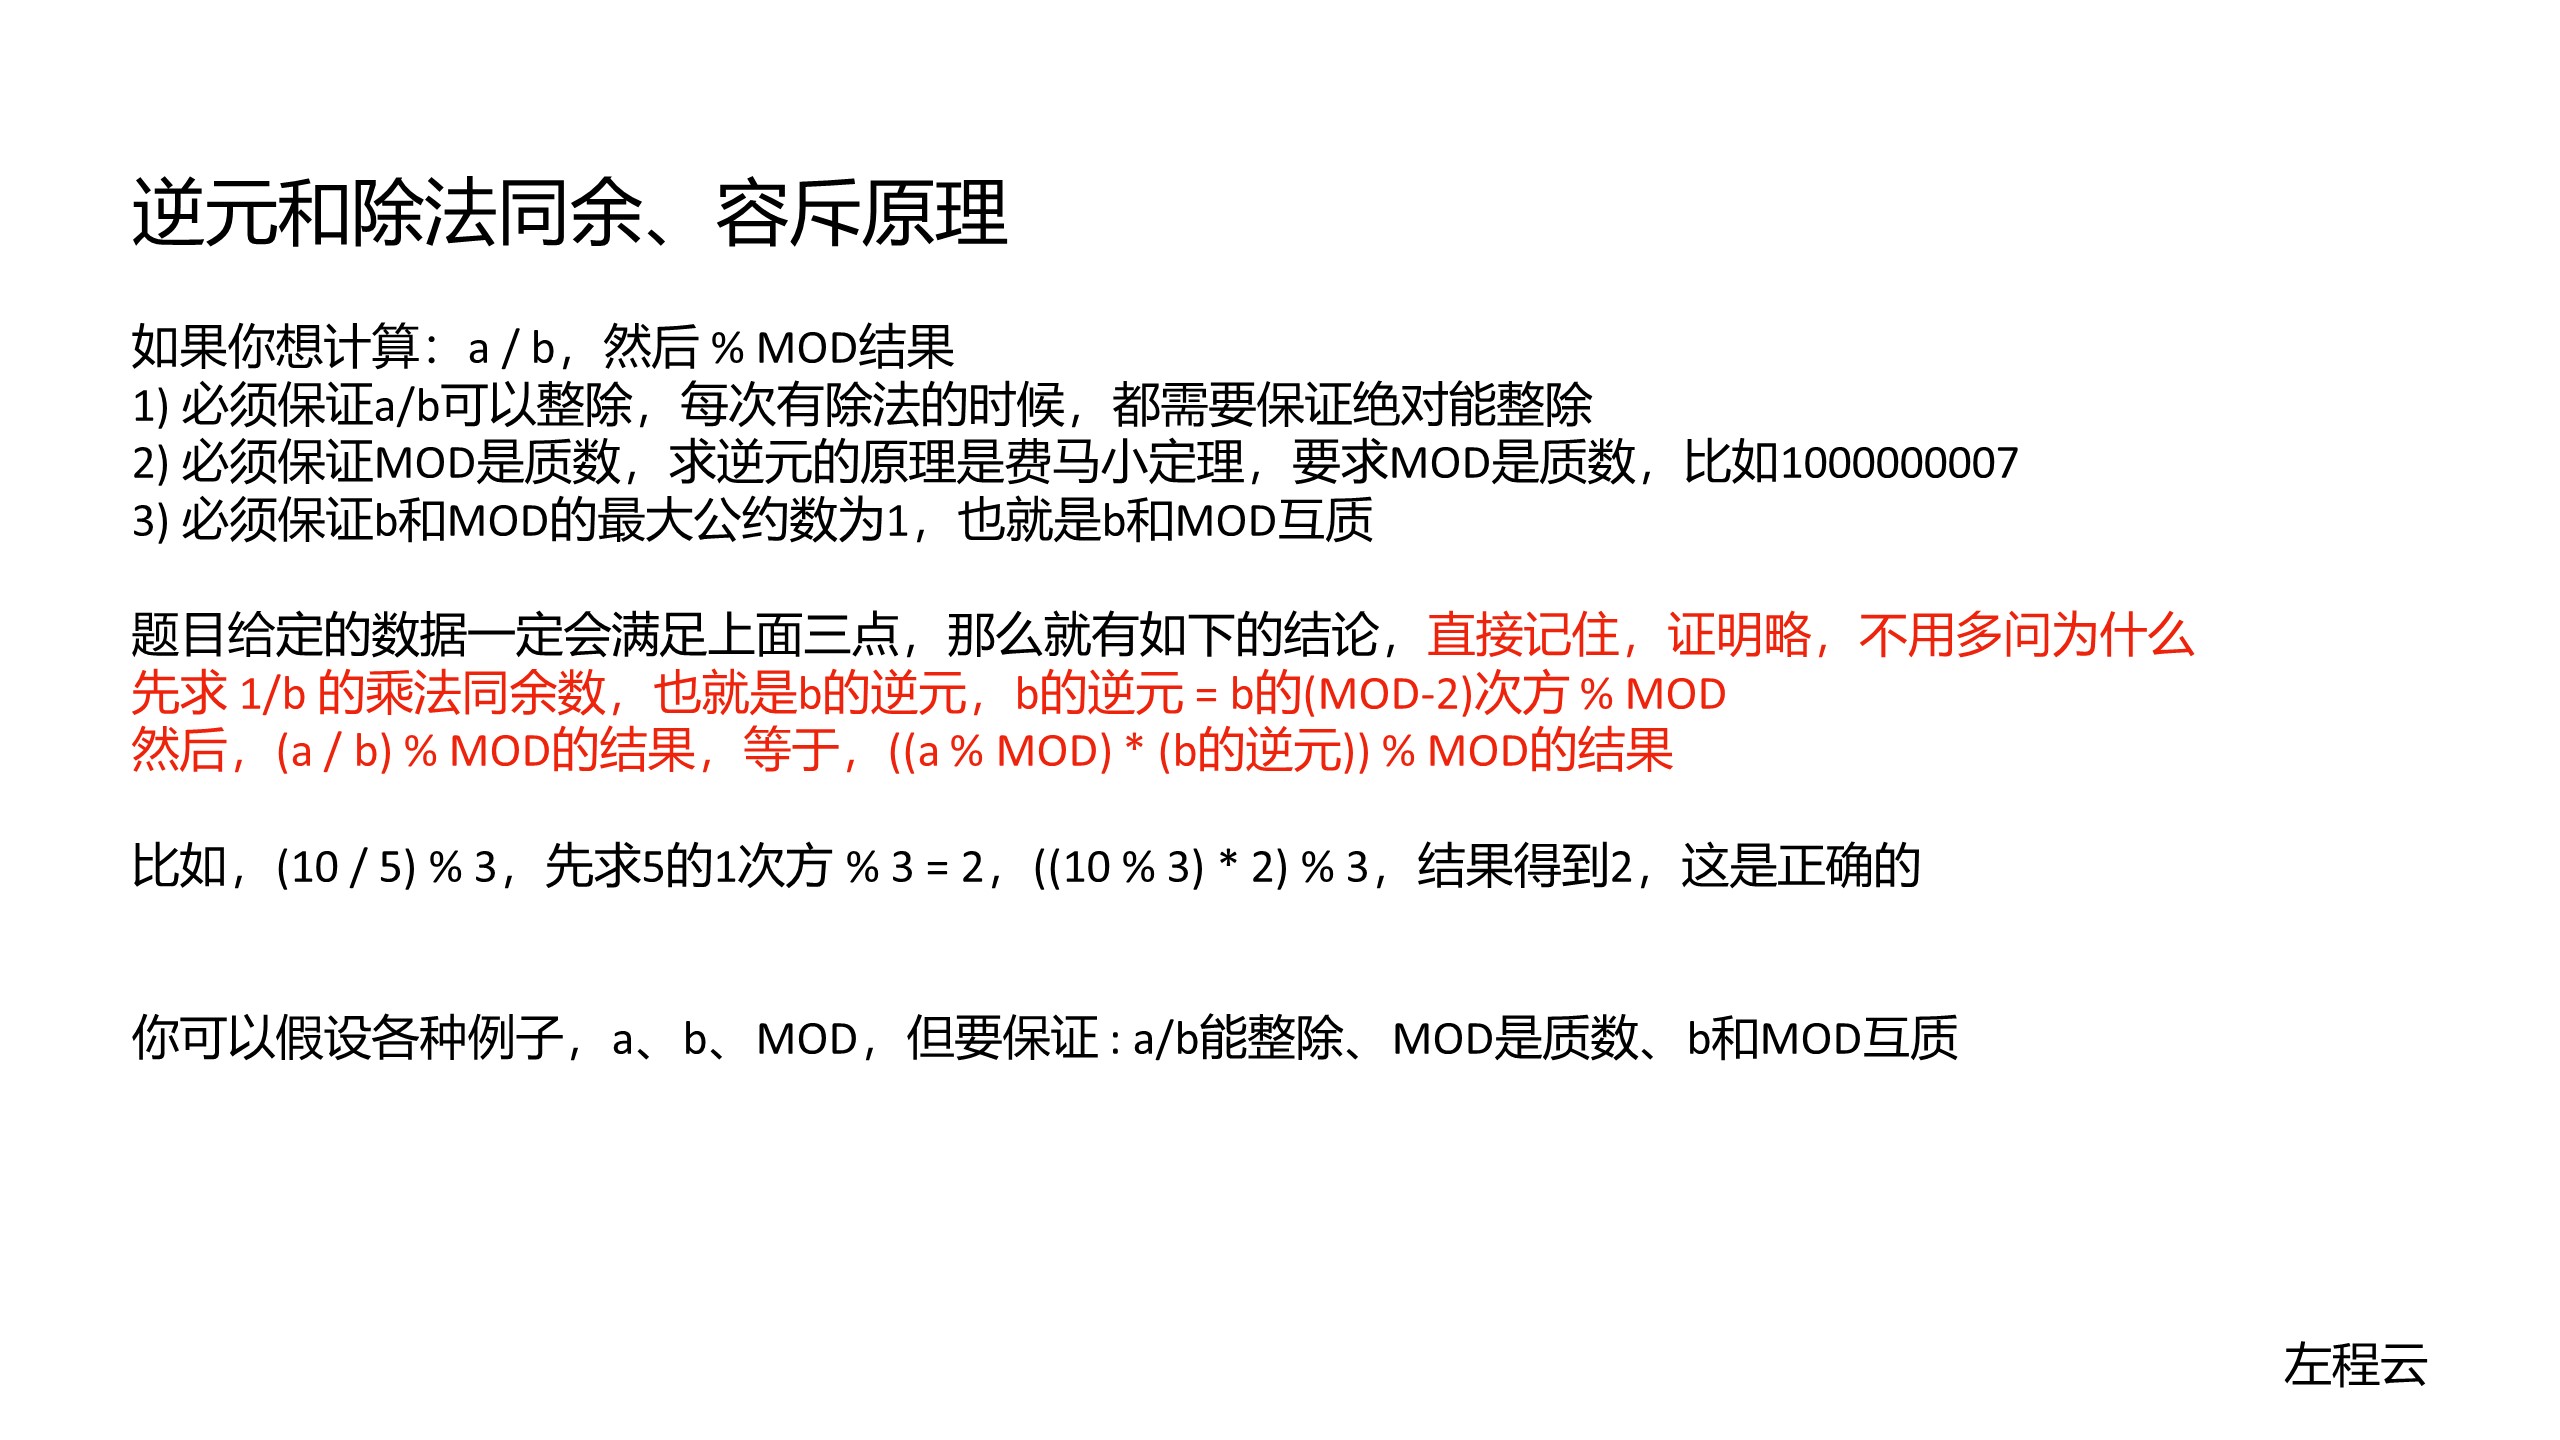 逆元和除法同余、容斥原理
如果你想计算：a / b，然后 % MOD结果
1) 必须保证a/b可以整除，每次有除法的时候，都需要保证绝对能整除
2) 必须保证MOD是质数，求逆元的原理是费马小定理，要求MOD是质数，比如1000000007
3) 必须保证b和MOD的最大公约数为1，也就是b和MOD互质
题目给定的数据一定会满足上面三点，那么就有如下的结论，直接记住，证明略，不用多问为什么
先求 1/b 的乘法同余数，也就是b的逆元，b的逆元 = b的(MOD-2)次方 % MOD
然后，(a / b) % MOD的结果，等于，((a % MOD) * (b的逆元)) % MOD的结果
比如，(10 / 5) % 3，先求5的1次方 % 3 = 2，((10 % 3) * 2) % 3，结果得到2，这是正确的
你可以假设各种例子，a、b、MOD，但要保证 : a/b能整除、MOD是质数、b和MOD互质
左程云